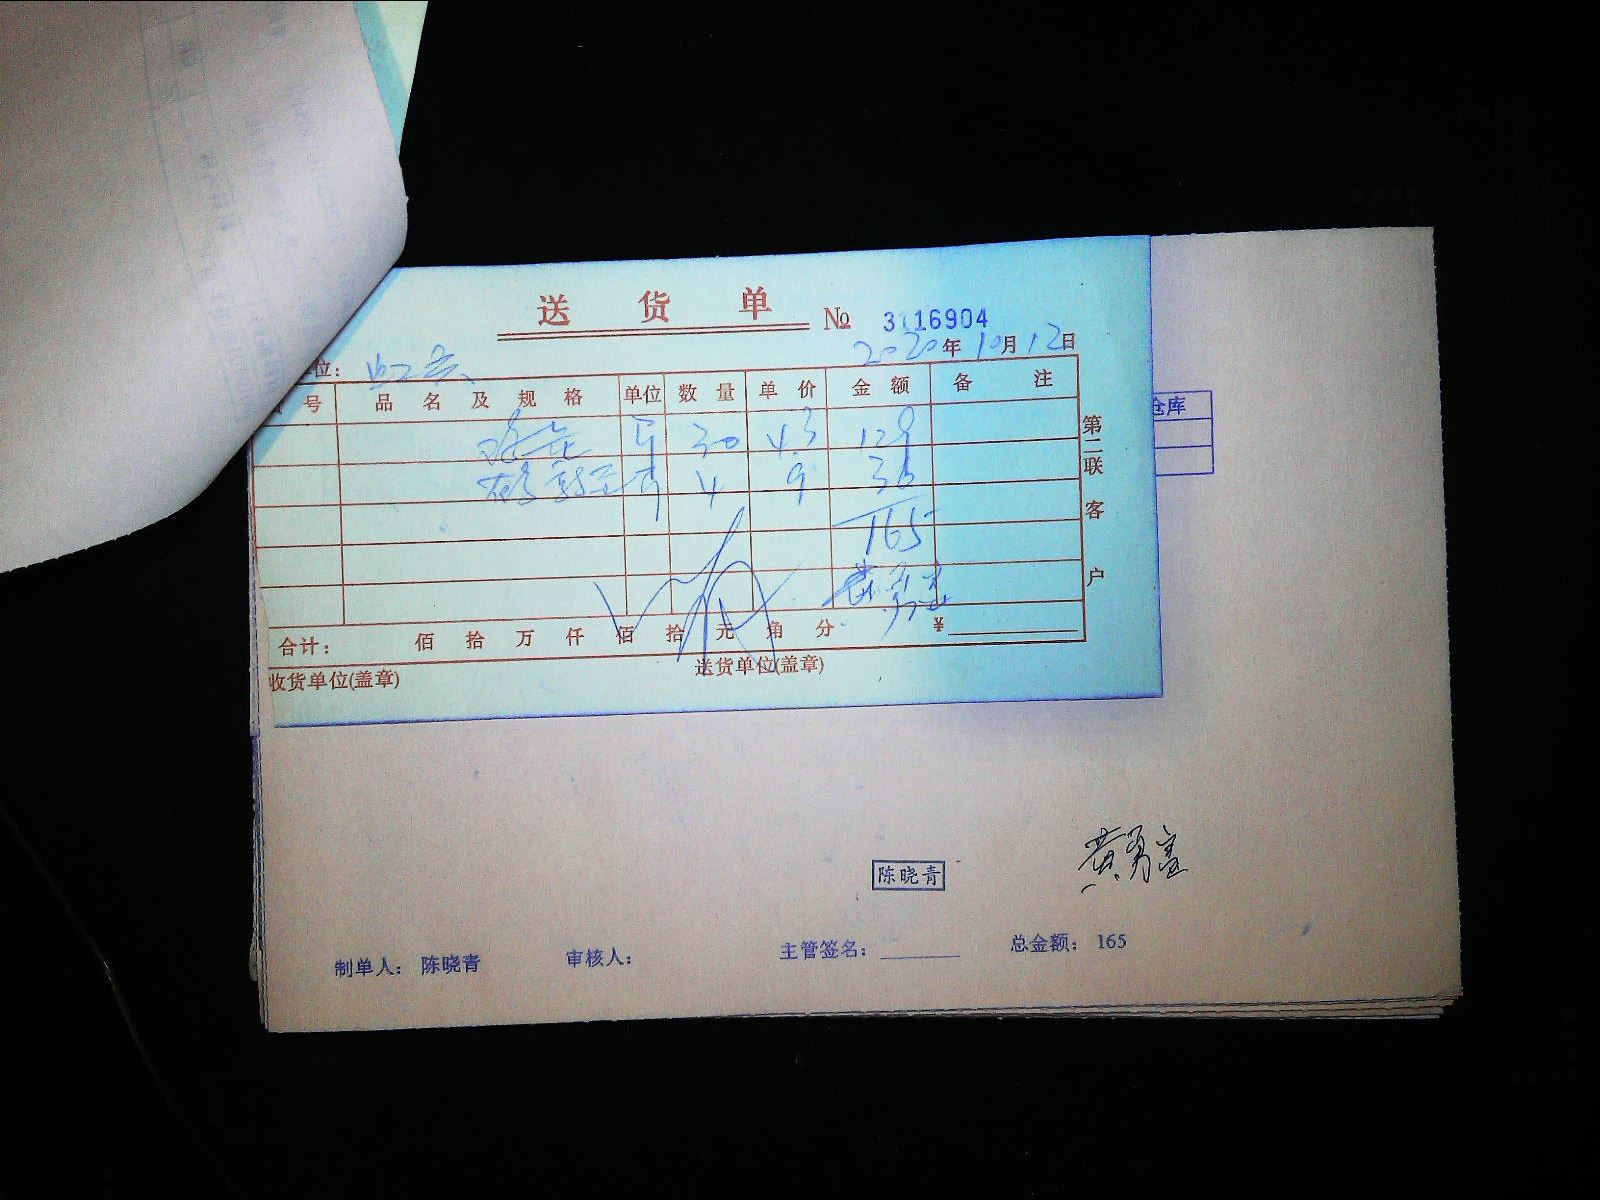 送货单 № 3116904
2020年10月12日
位：
号 品名及规格 单位 数量 单价 金额 备注
30 4.3 129
4 9 36
165
第二联 客户
合计： 佰 拾 万 仟 佰 拾 元 角 分 ¥
收货单位(盖章) 送货单位(盖章)
仓库
陈晓青
黄勇富
制单人： 陈晓青 审核人： 主管签名： 总金额： 165